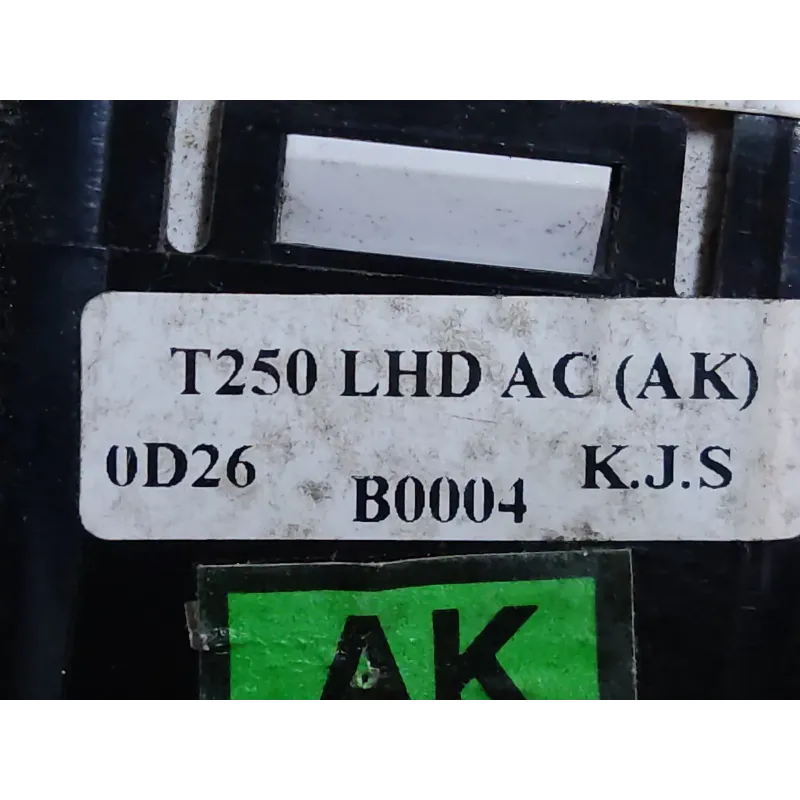 T250 LHD AC (AK)
0D26 B0004 K.J.S
AK